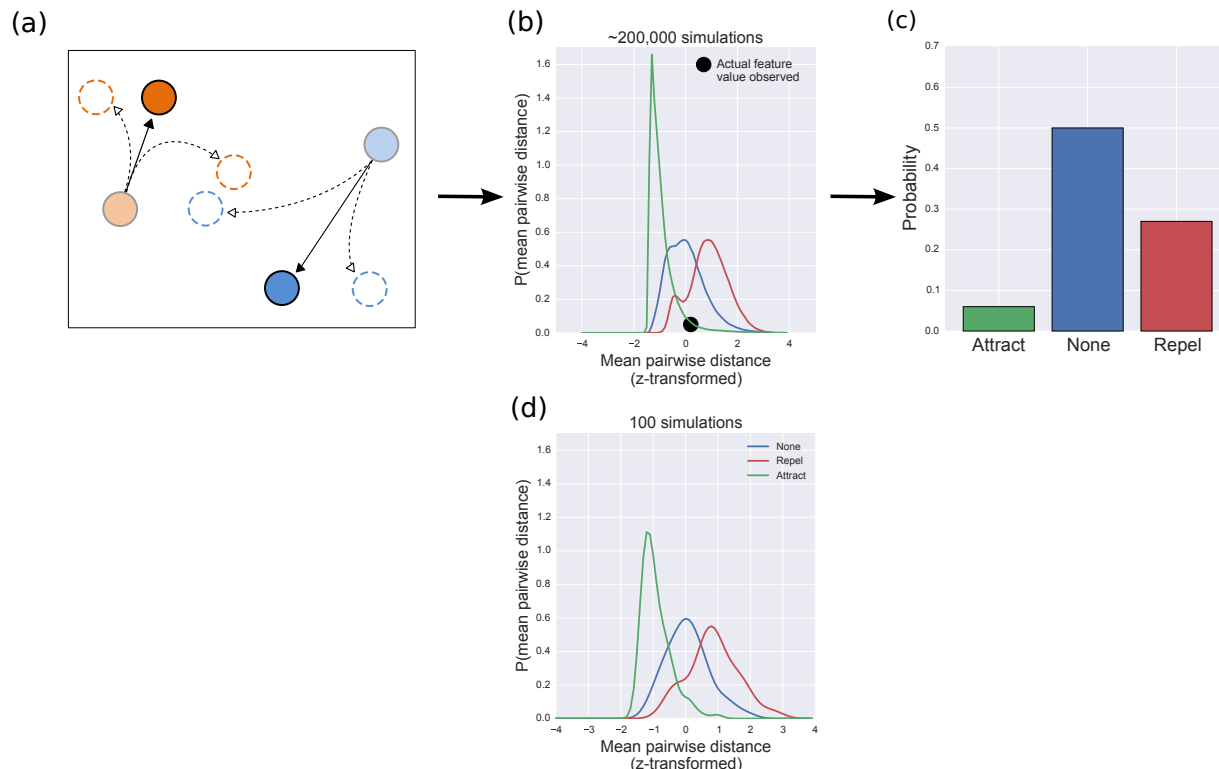 (a)
(b)
~200,000 simulations
Actual feature
value observed
P(mean pairwise distance)
1.6
1.4
1.2
1.0
0.8
0.6
0.4
0.2
0.0
−4
−2
0
2
4
Mean pairwise distance
(z-transformed)
(c)
Probability
0.7
0.6
0.5
0.4
0.3
0.2
0.1
0.0
Attract
None
Repel
(d)
100 simulations
None
Repel
Attract
P(mean pairwise distance)
1.6
1.4
1.2
1.0
0.8
0.6
0.4
0.2
0.0
−4
−3
−2
−1
0
1
2
3
4
Mean pairwise distance
(z-transformed)